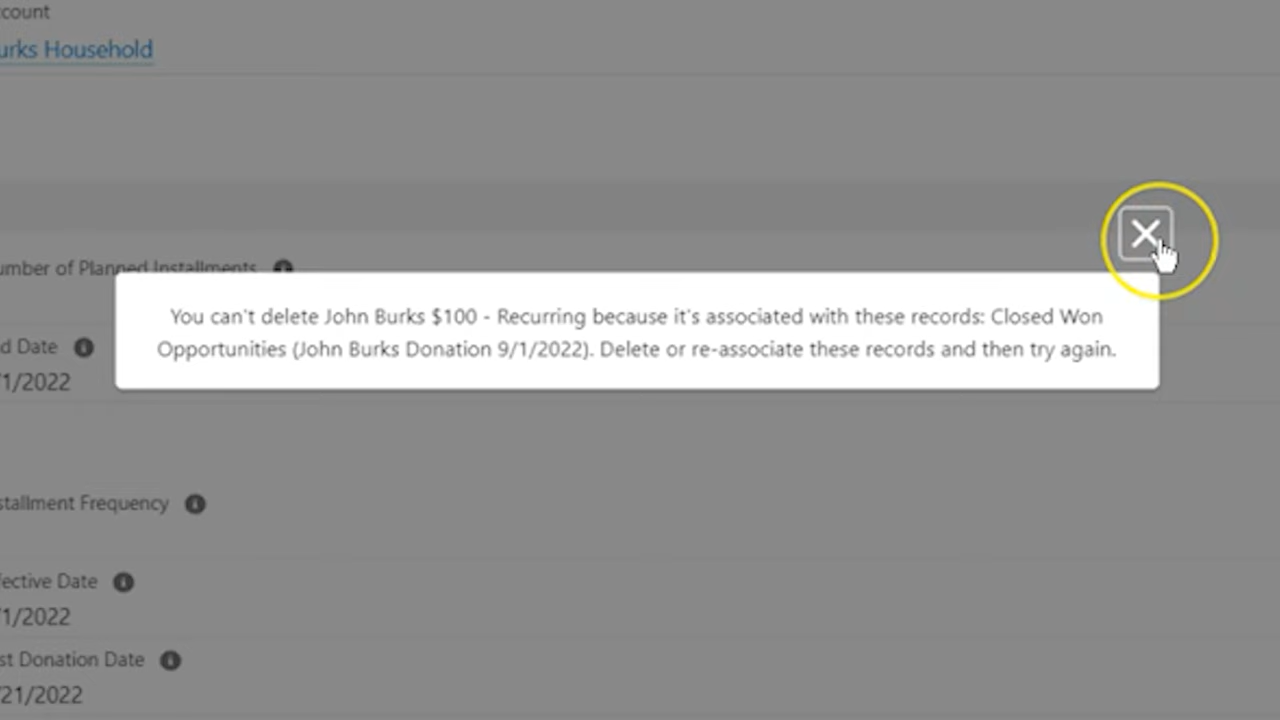 ccount
urks Household
umber of Planned Installments
You can't delete John Burks $100 - Recurring because it's associated with these records: Closed Won
Opportunities (John Burks Donation 9/1/2022). Delete or re-associate these records and then try again.
d Date
/1/2022
stallment Frequency
fective Date
/1/2022
st Donation Date
/21/2022